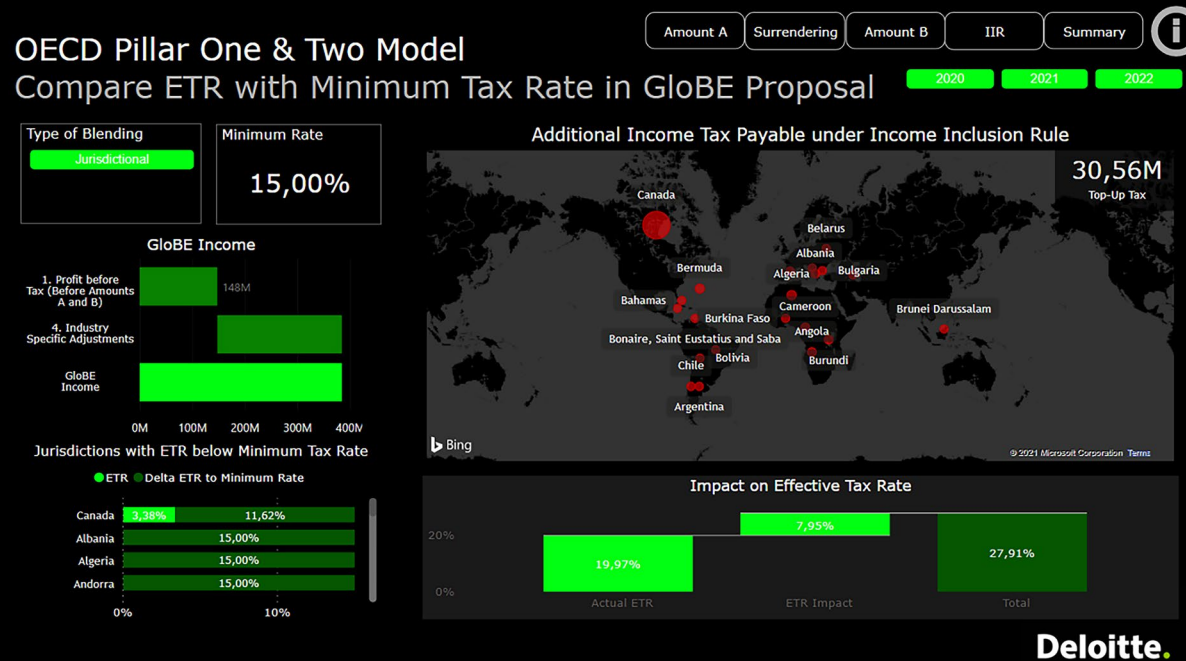 OECD Pillar One & Two Model
Compare ETR with Minimum Tax Rate in GloBE Proposal
Amount A
Surrendering
Amount B
IIR
Summary
i
2020
2021
2022
Type of Blending
Jurisdictional
Minimum Rate
15,00%
GloBE Income
1. Profit before
Tax (Before Amounts
A and B)
148M
4. Industry
Specific Adjustments
GloBE
Income
0M
100M
200M
300M
400M
Jurisdictions with ETR below Minimum Tax Rate
ETR
Delta ETR to Minimum Rate
Canada
3,38%
11,62%
Albania
15,00%
Algeria
15,00%
Andorra
15,00%
0%
10%
Additional Income Tax Payable under Income Inclusion Rule
30,56M
Top-Up Tax
Canada
Belarus
Albania
Bermuda
Algeria
Bulgaria
Bahamas
Cameroon
Brunei Darussalam
Burkina Faso
Angola
Bonaire, Saint Eustatius and Saba
Bolivia
Burundi
Chile
Argentina
Bing
© 2021 Microsoft Corporation Terms
Impact on Effective Tax Rate
20%
0%
19,97%
7,95%
27,91%
Actual ETR
ETR Impact
Total
Deloitte.